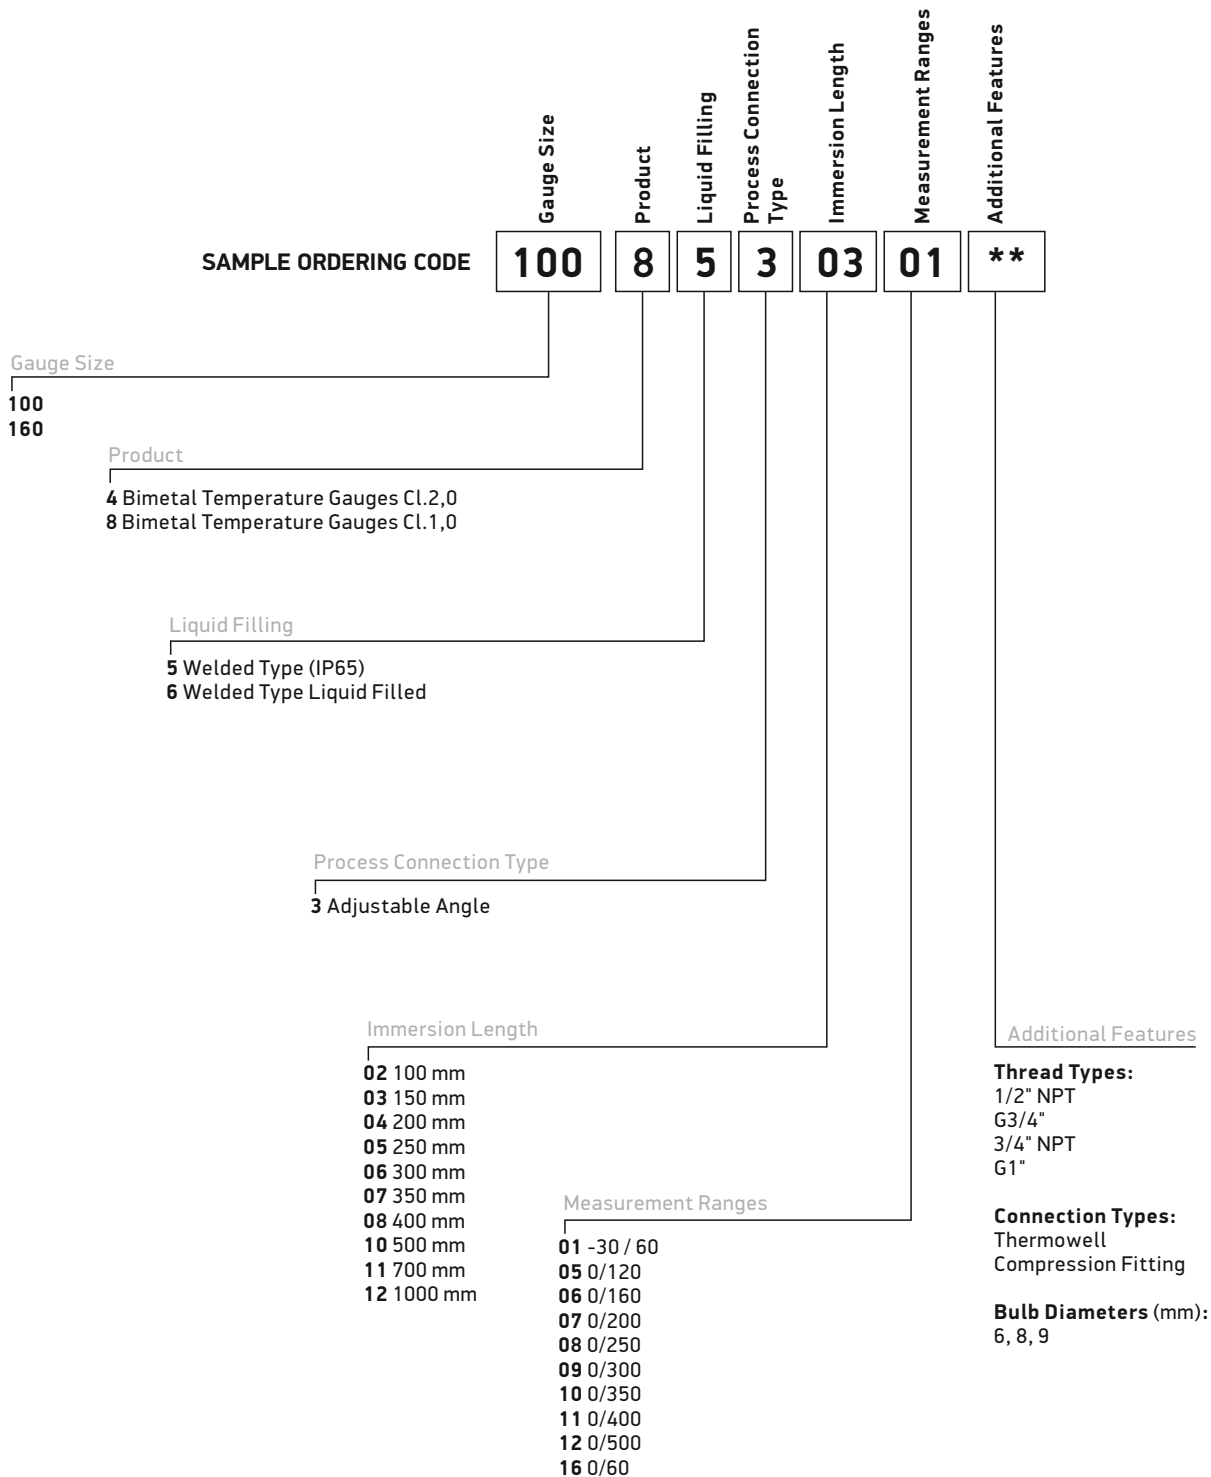 Gauge Size
Product
Liquid Filling
Process Connection
Type
Immersion Length
Measurement Ranges
Additional Features
SAMPLE ORDERING CODE 100 8 5 3 03 01 **
Gauge Size
100
160
Product
4 Bimetal Temperature Gauges Cl.2,0
8 Bimetal Temperature Gauges Cl.1,0
Liquid Filling
5 Welded Type (IP65)
6 Welded Type Liquid Filled
Process Connection Type
3 Adjustable Angle
Immersion Length
02 100 mm
03 150 mm
04 200 mm
05 250 mm
06 300 mm
07 350 mm
08 400 mm
10 500 mm
11 700 mm
12 1000 mm
Measurement Ranges
01 -30 / 60
05 0/120
06 0/160
07 0/200
08 0/250
09 0/300
10 0/350
11 0/400
12 0/500
16 0/60
Additional Features
Thread Types:
1/2" NPT
G3/4"
3/4" NPT
G1"
Connection Types:
Thermowell
Compression Fitting
Bulb Diameters (mm):
6, 8, 9